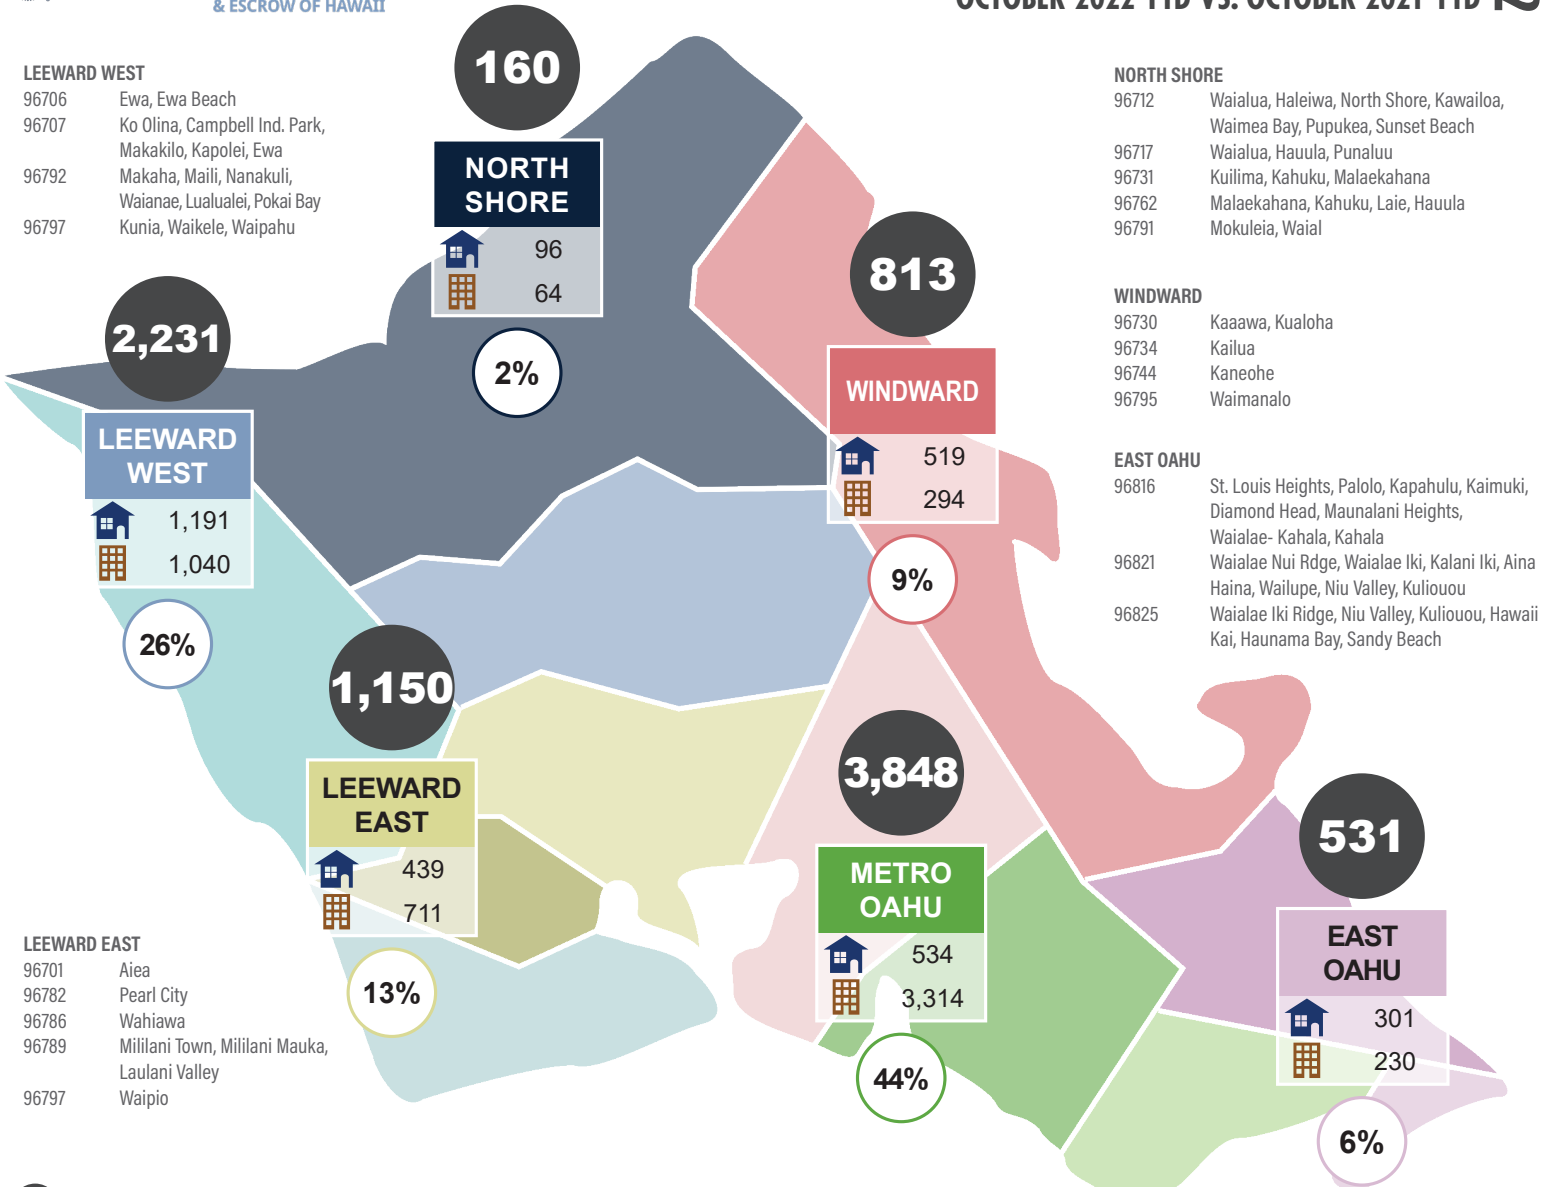 & ESCROW OF HAWAII
OCTOBER 2022 YTD VS. OCTOBER 2021 YTD
LEEWARD WEST
96706 Ewa, Ewa Beach
96707 Ko Olina, Campbell Ind. Park,
Makakilo, Kapolei, Ewa
96792 Makaha, Maili, Nanakuli,
Waianae, Lualualei, Pokai Bay
96797 Kunia, Waikele, Waipahu
160
NORTH
SHORE
96
64
2%
NORTH SHORE
96712 Waialua, Haleiwa, North Shore, Kawailoa,
Waimea Bay, Pupukea, Sunset Beach
96717 Waialua, Hauula, Punaluu
96731 Kuilima, Kahuku, Malaekahana
96762 Malaekahana, Kahuku, Laie, Hauula
96791 Mokuleia, Waial
813
WINDWARD
519
294
9%
WINDWARD
96730 Kaaawa, Kualoha
96734 Kailua
96744 Kaneohe
96795 Waimanalo
2,231
LEEWARD
WEST
1,191
1,040
26%
EAST OAHU
96816 St. Louis Heights, Palolo, Kapahulu, Kaimuki,
Diamond Head, Maunalani Heights,
Waialae- Kahala, Kahala
96821 Waialae Nui Rdge, Waialae Iki, Kalani Iki, Aina
Haina, Wailupe, Niu Valley, Kuliouou
96825 Waialae Iki Ridge, Niu Valley, Kuliouou, Hawaii
Kai, Haunama Bay, Sandy Beach
1,150
LEEWARD
EAST
439
711
13%
3,848
METRO
OAHU
534
3,314
44%
531
EAST
OAHU
301
230
6%
LEEWARD EAST
96701 Aiea
96782 Pearl City
96786 Wahiawa
96789 Mililani Town, Mililani Mauka,
Laulani Valley
96797 Waipio